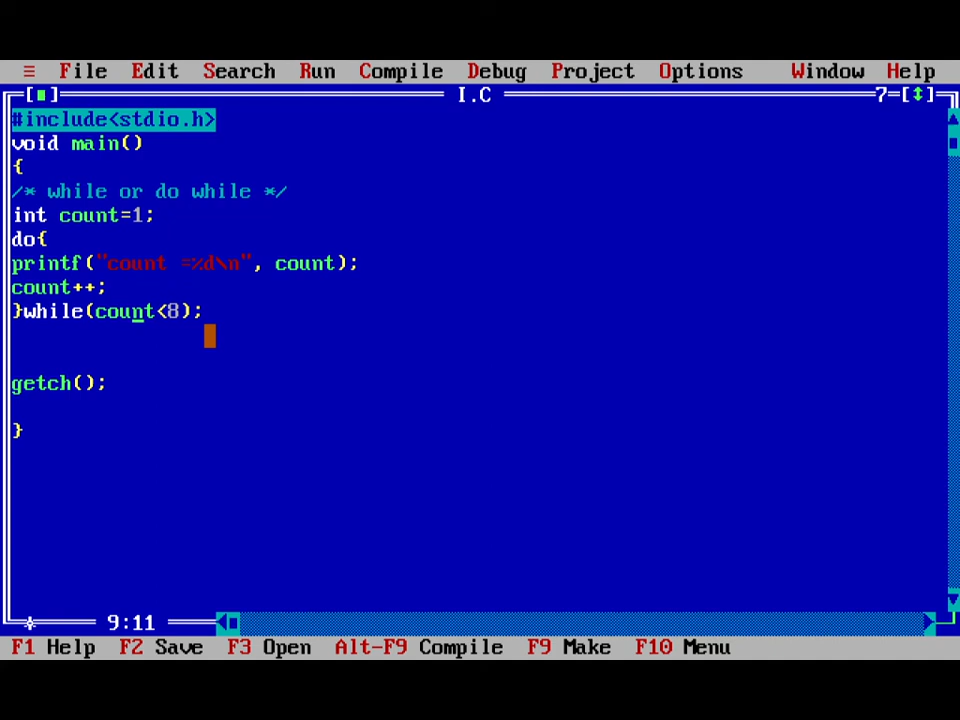 ≡ File Edit Search Run Compile Debug Project Options Window Help
I.C 7
#include<stdio.h>
void main()
{
/* while or do while */
int count=1;
do{
printf("count =%d\n", count);
count++;
}while(count<8);
getch();
}
9:11
F1 Help F2 Save F3 Open Alt-F9 Compile F9 Make F10 Menu